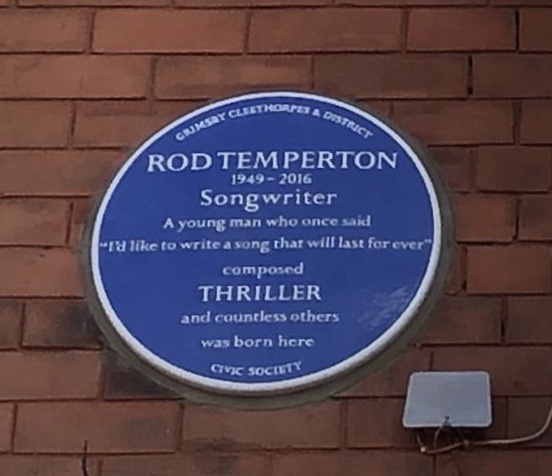 GRIMSBY CLEETHORPES & DISTRICT
ROD TEMPERTON
1949 - 2016
Songwriter
A young man who once said
"I'd like to write a song that will last for ever"
composed
THRILLER
and countless others
was born here
CIVIC SOCIETY